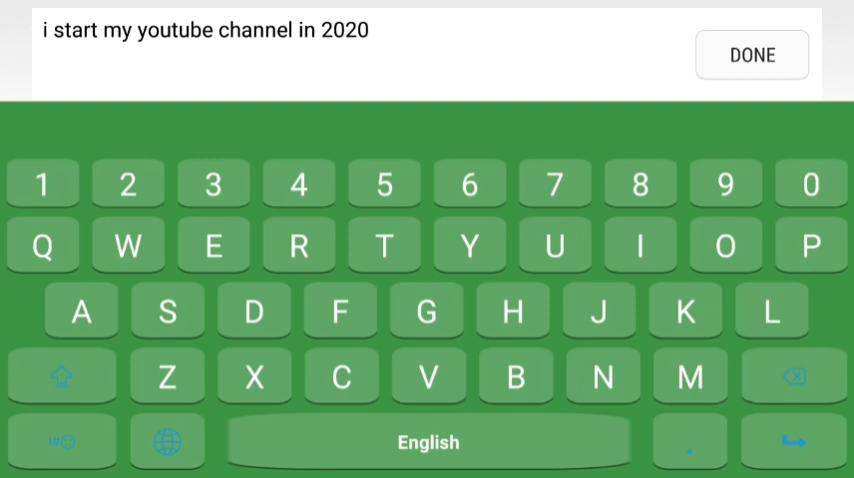 i start my youtube channel in 2020
DONE
1 2 3 4 5 6 7 8 9 0
Q W E R T Y U I O P
A S D F G H J K L
Z X C V B N M
!#☺ English .